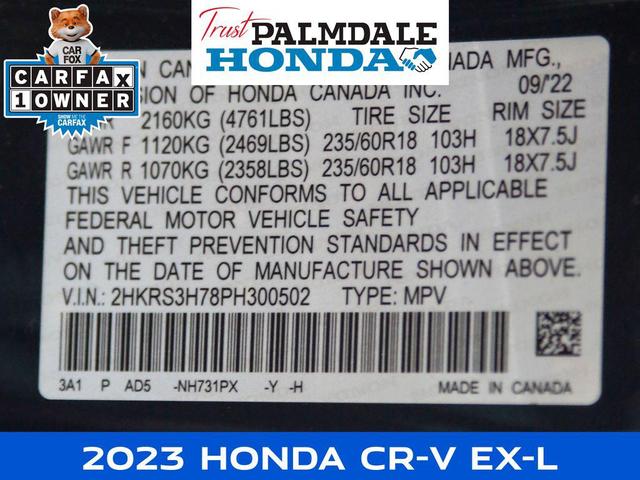 Trust
PALMDALE
HONDA
CAR
FOX
CARFAX
1 OWNER
SHOW ME THE
CARFAX
CAN ADA MFG.,
SION OF HONDA CANADA INC. 09/'22
2160KG (4761LBS) TIRE SIZE RIM SIZE
GAWR F 1120KG (2469LBS) 235/60R18 103H 18X7.5J
GAWR R 1070KG (2358LBS) 235/60R18 103H 18X7.5J
THIS VEHICLE CONFORMS TO ALL APPLICABLE
FEDERAL MOTOR VEHICLE SAFETY
AND THEFT PREVENTION STANDARDS IN EFFECT
ON THE DATE OF MANUFACTURE SHOWN ABOVE.
V.I.N.: 2HKRS3H78PH300502 TYPE: MPV
3A1 P AD5 -NH731PX -Y -H MADE IN CANADA
2023 HONDA CR-V EX-L